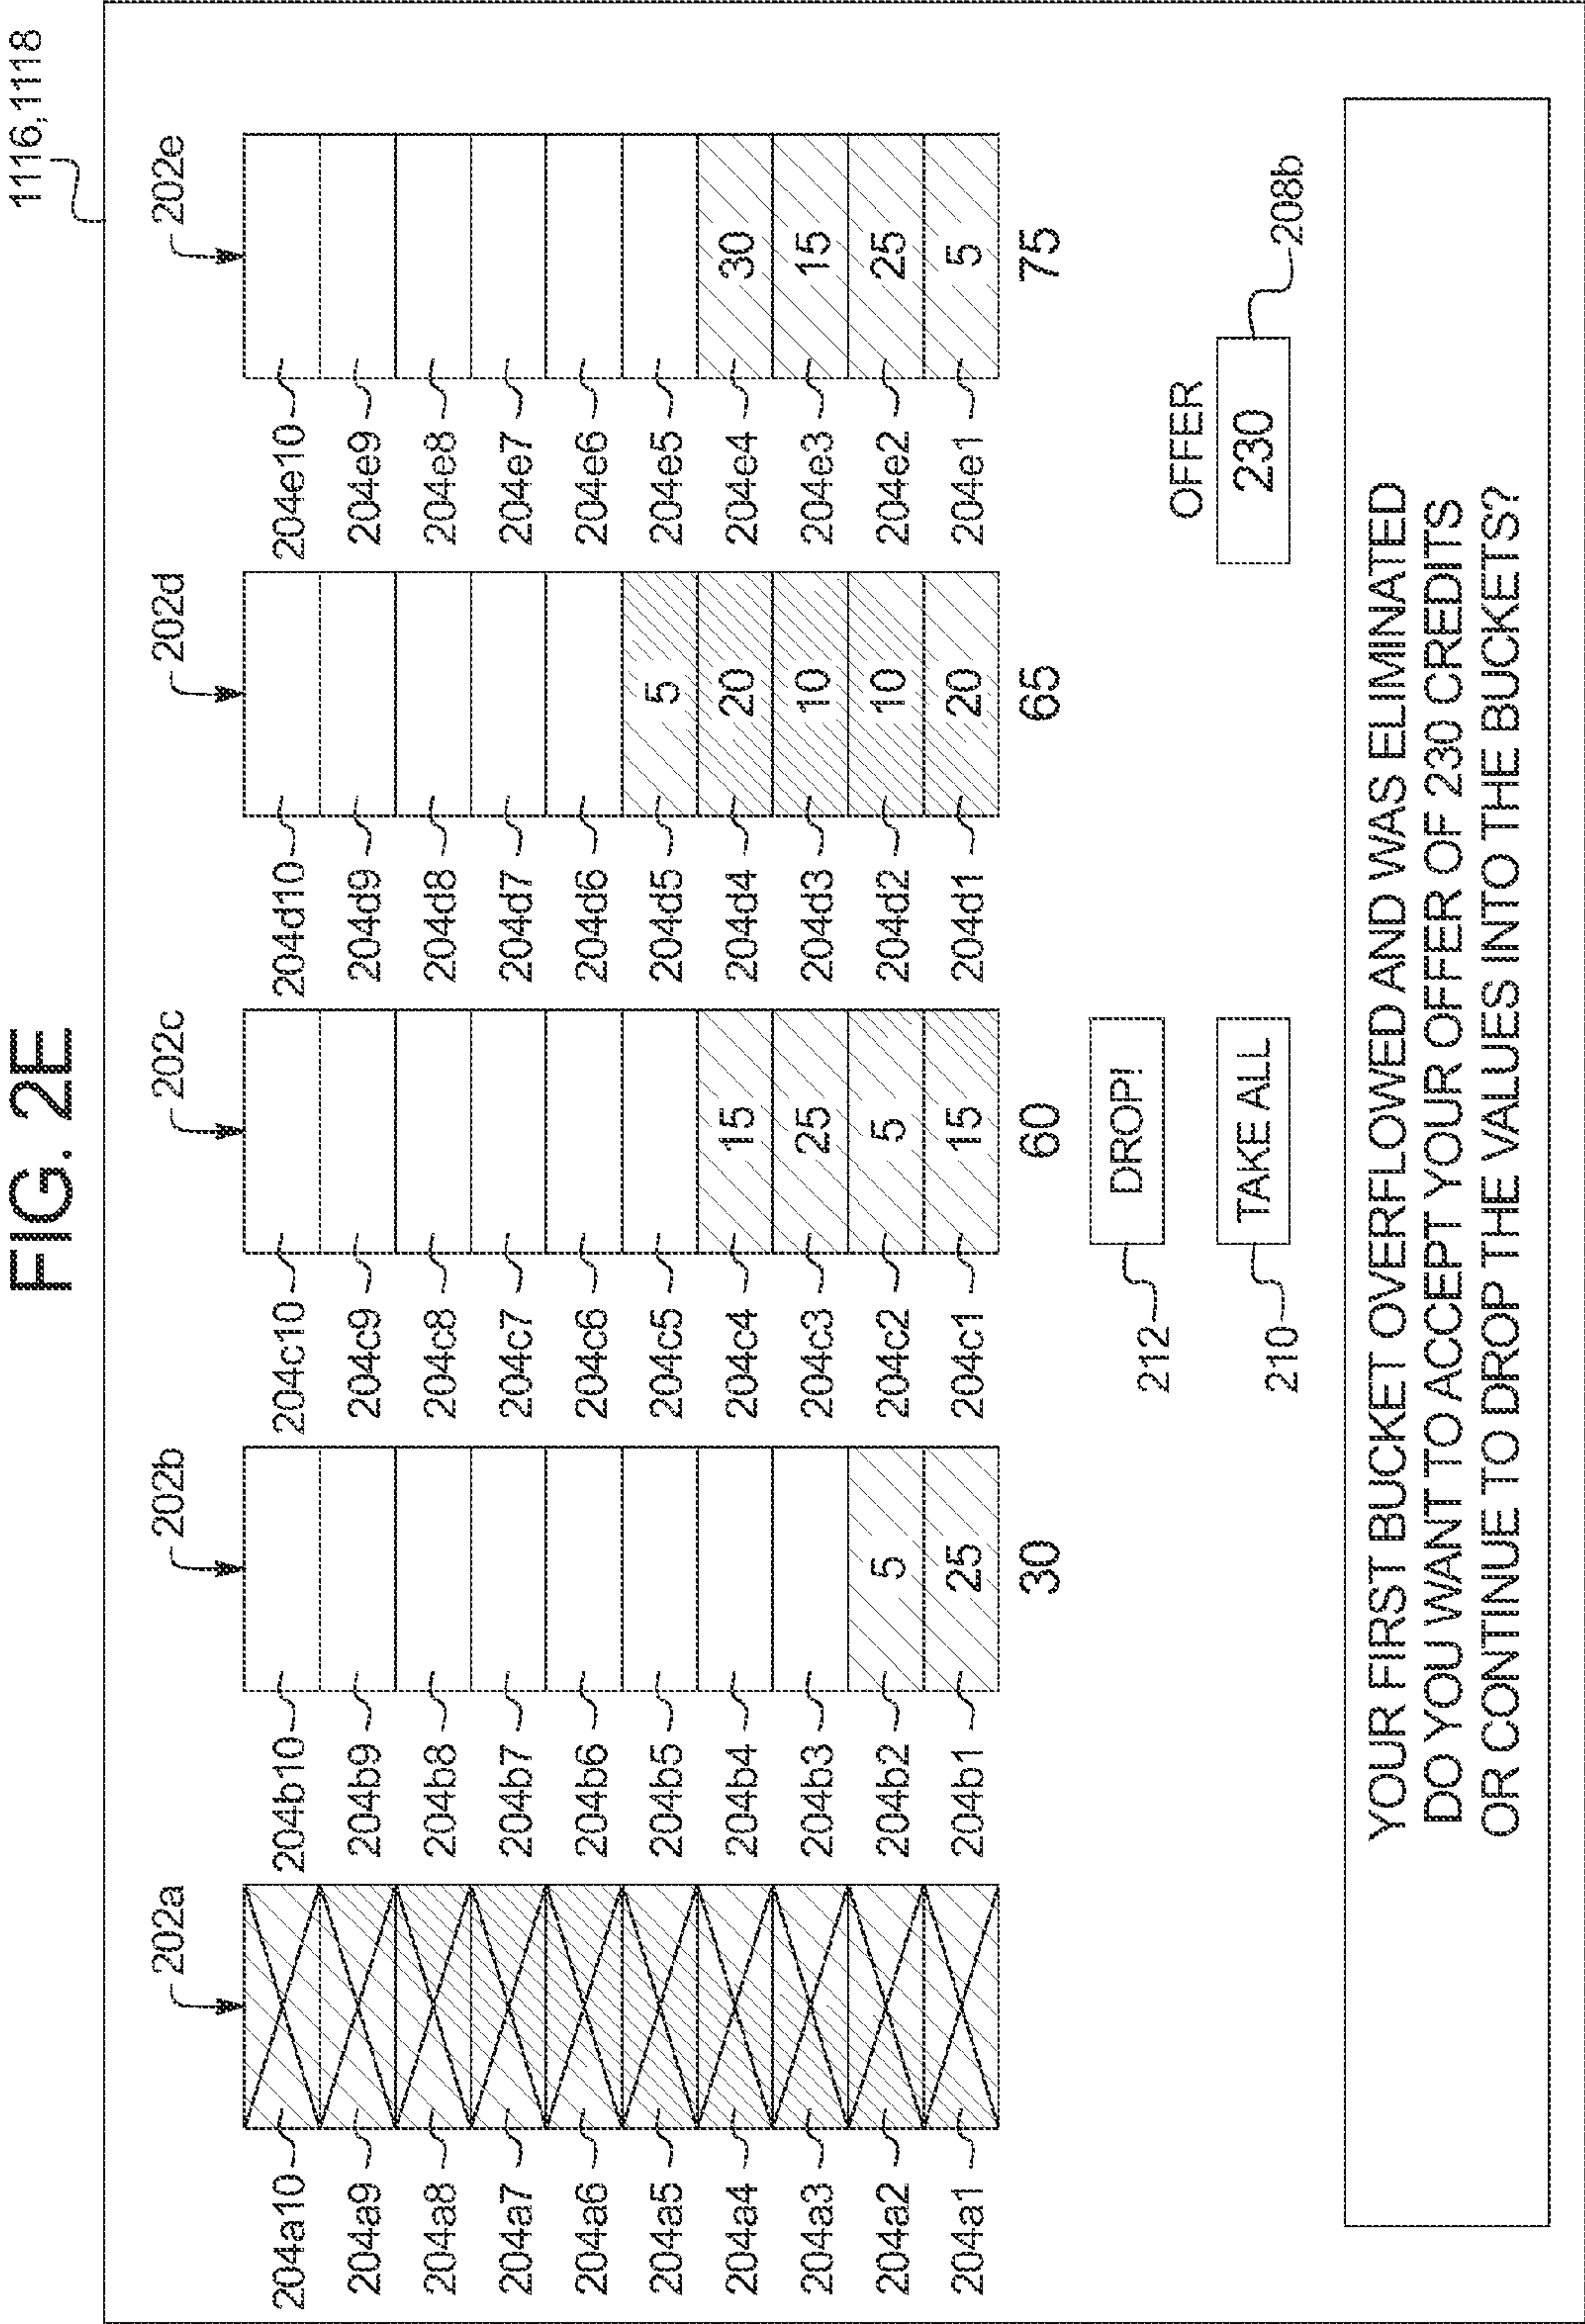 FIG. 2E
1116,1118
202a
202b
202c
202d
202e
204a10
204b10
204c10
204d10
204e10
204a9
204b9
204c9
204d9
204e9
204a8
204b8
204c8
204d8
204e8
204a7
204b7
204c7
204d7
204e7
204a6
204b6
204c6
204d6
204e6
204a5
204b5
204c5
204d5
5
204e5
204a4
204b4
204c4
15
204d4
20
204e4
30
204a3
204b3
204c3
25
204d3
10
204e3
15
204a2
204b2
5
204c2
5
204d2
10
204e2
25
204a1
204b1
25
204c1
15
204d1
20
204e1
5
30
60
65
75
212
DROP!
OFFER
210
TAKE ALL
230
208b
YOUR FIRST BUCKET OVERFLOWED AND WAS ELIMINATED
DO YOU WANT TO ACCEPT YOUR OFFER OF 230 CREDITS
OR CONTINUE TO DROP THE VALUES INTO THE BUCKETS?